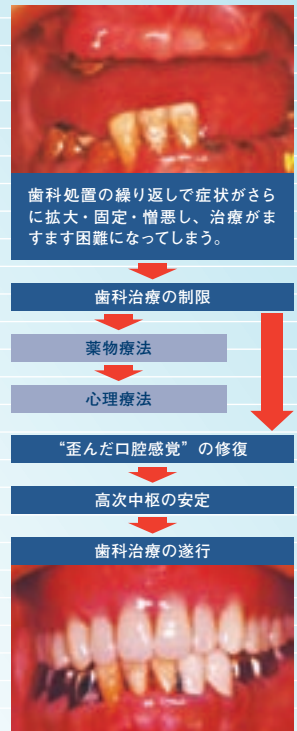 歯科処置の繰り返しで症状がさら
に拡大・固定・憎悪し、治療がま
すます困難になってしまう。
歯科治療の制限
薬物療法
心理療法
“歪んだ口腔感覚”の修復
高次中枢の安定
歯科治療の遂行